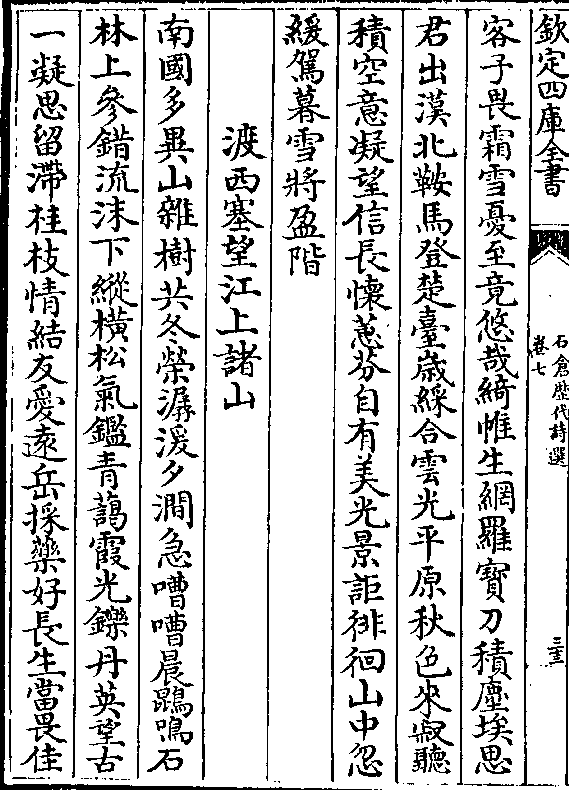 欽定四庫全書
石倉歷代詩選
卷七
三三
客子畏霜雪憂至竟悠哉綺帷生網羅寶刀積塵埃思
君出漠北鞍馬登楚臺歲綵合雲光平原秋色來寂聽
積空意凝望信長懷蕙芬自有美光景詎徘徊山中忽
緩駕暮雪將盈階
渡西塞望江上諸山
南國多異山雜樹共冬榮潺湲夕澗急嘈嘈晨鵾鳴石
林上參錯流沫下縱橫松氣鑑青藹霞光鑠丹英望古
一凝思留滯桂枝情結友愛遠岳採藥好長生當畏佳